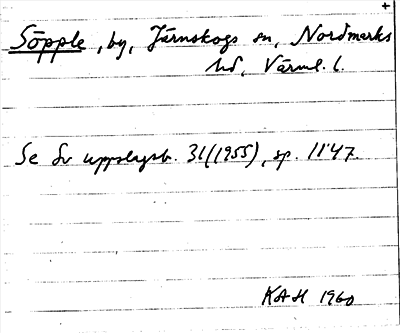 Söpple, by, Järnskogs sn, Nordmarks
hd, Värml. l.
Se Sv uppslagsb. 31 (1955), sp. 1147.
KAH 1960